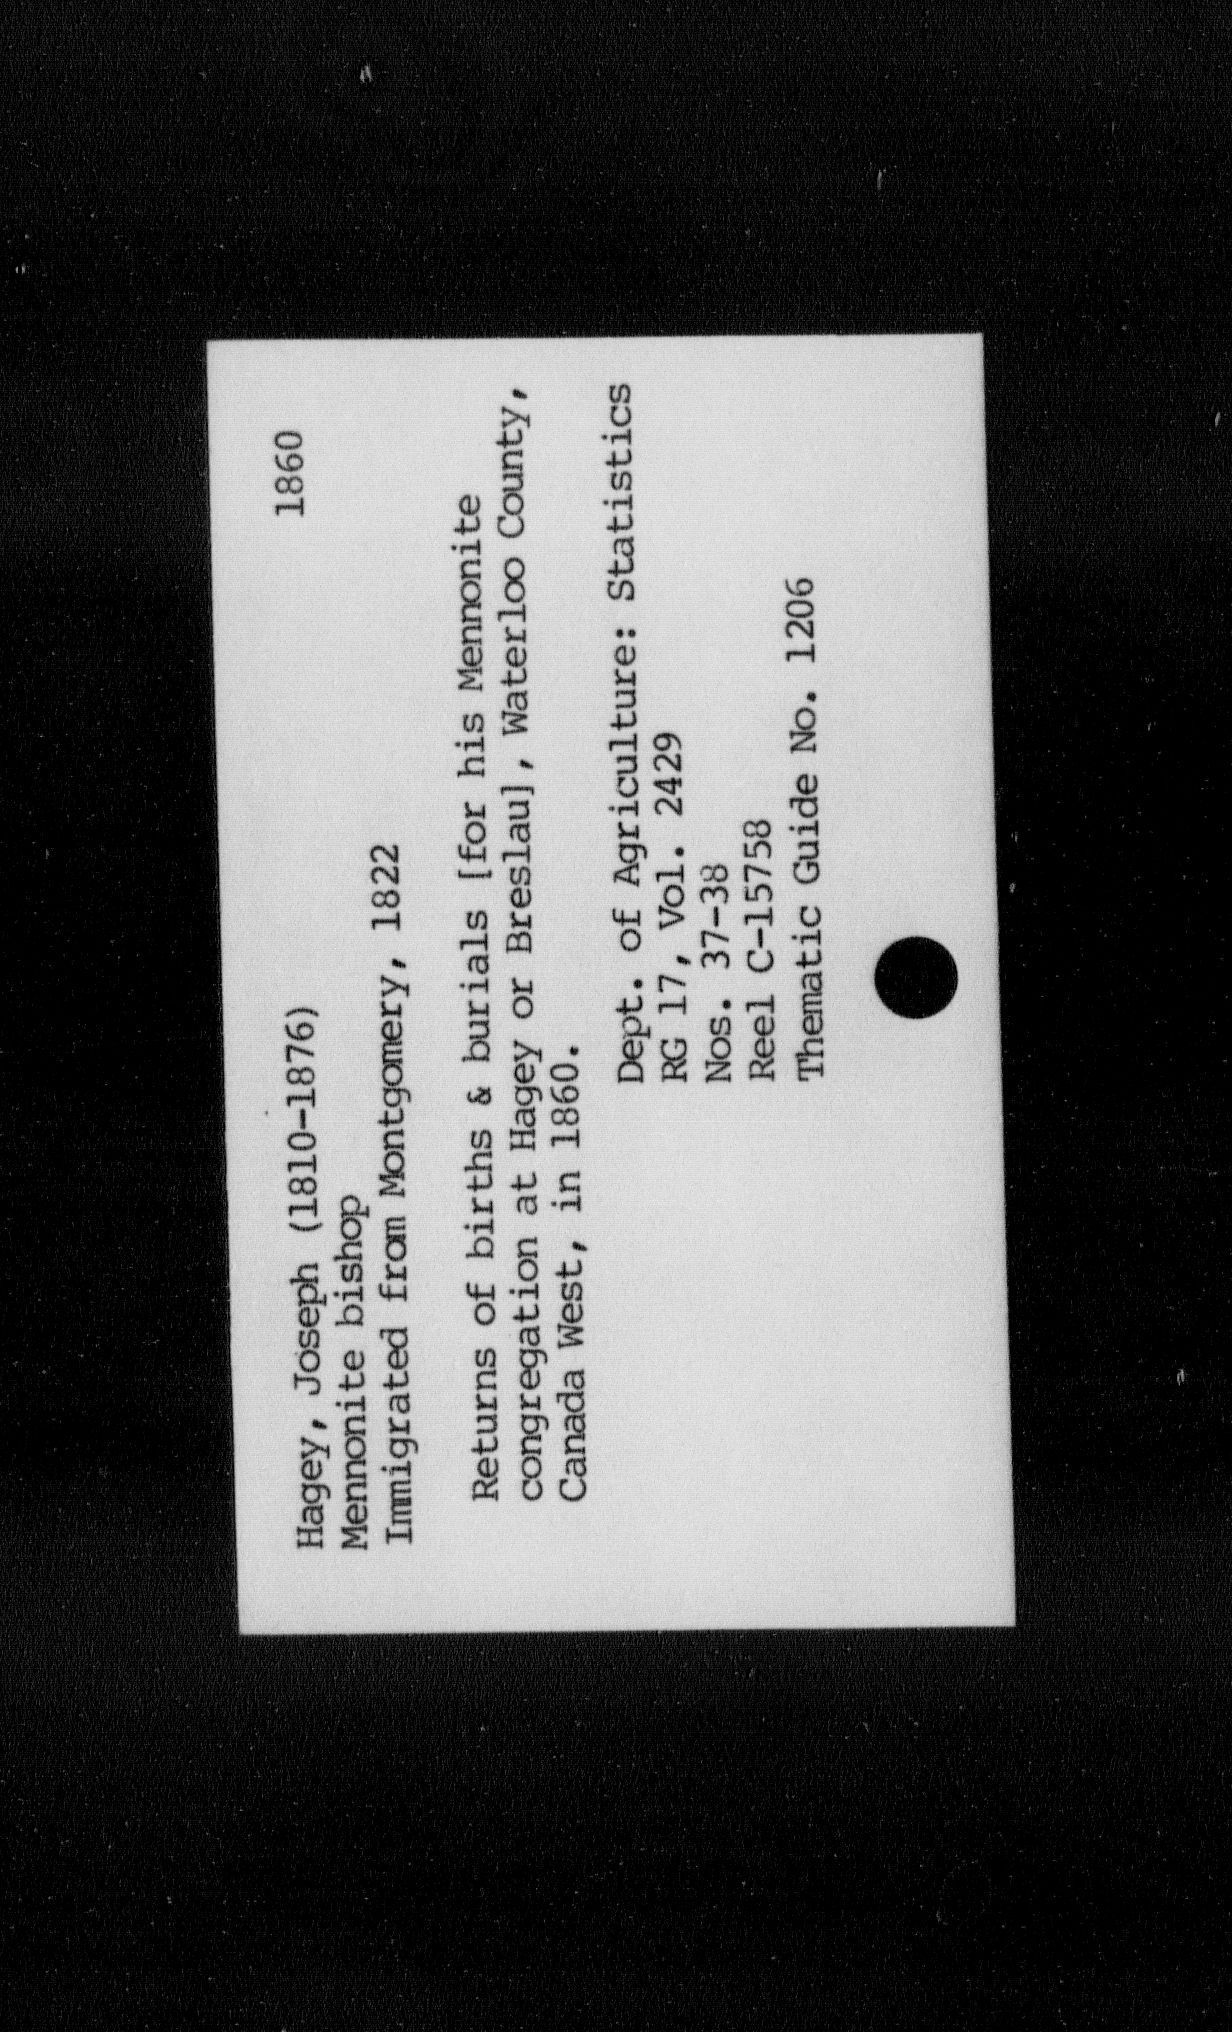 Hagey, Joseph (1810-1876) 1860
Mennonite bishop
Immigrated from Montgomery, 1822
Returns of births & burials [for his Mennonite
congregation at Hagey or Breslau], Waterloo County,
Canada West, in 1860.
Dept. of Agriculture: Statistics
RG 17, Vol. 2429
Nos. 37-38
Reel C-15758
Thematic Guide No. 1206